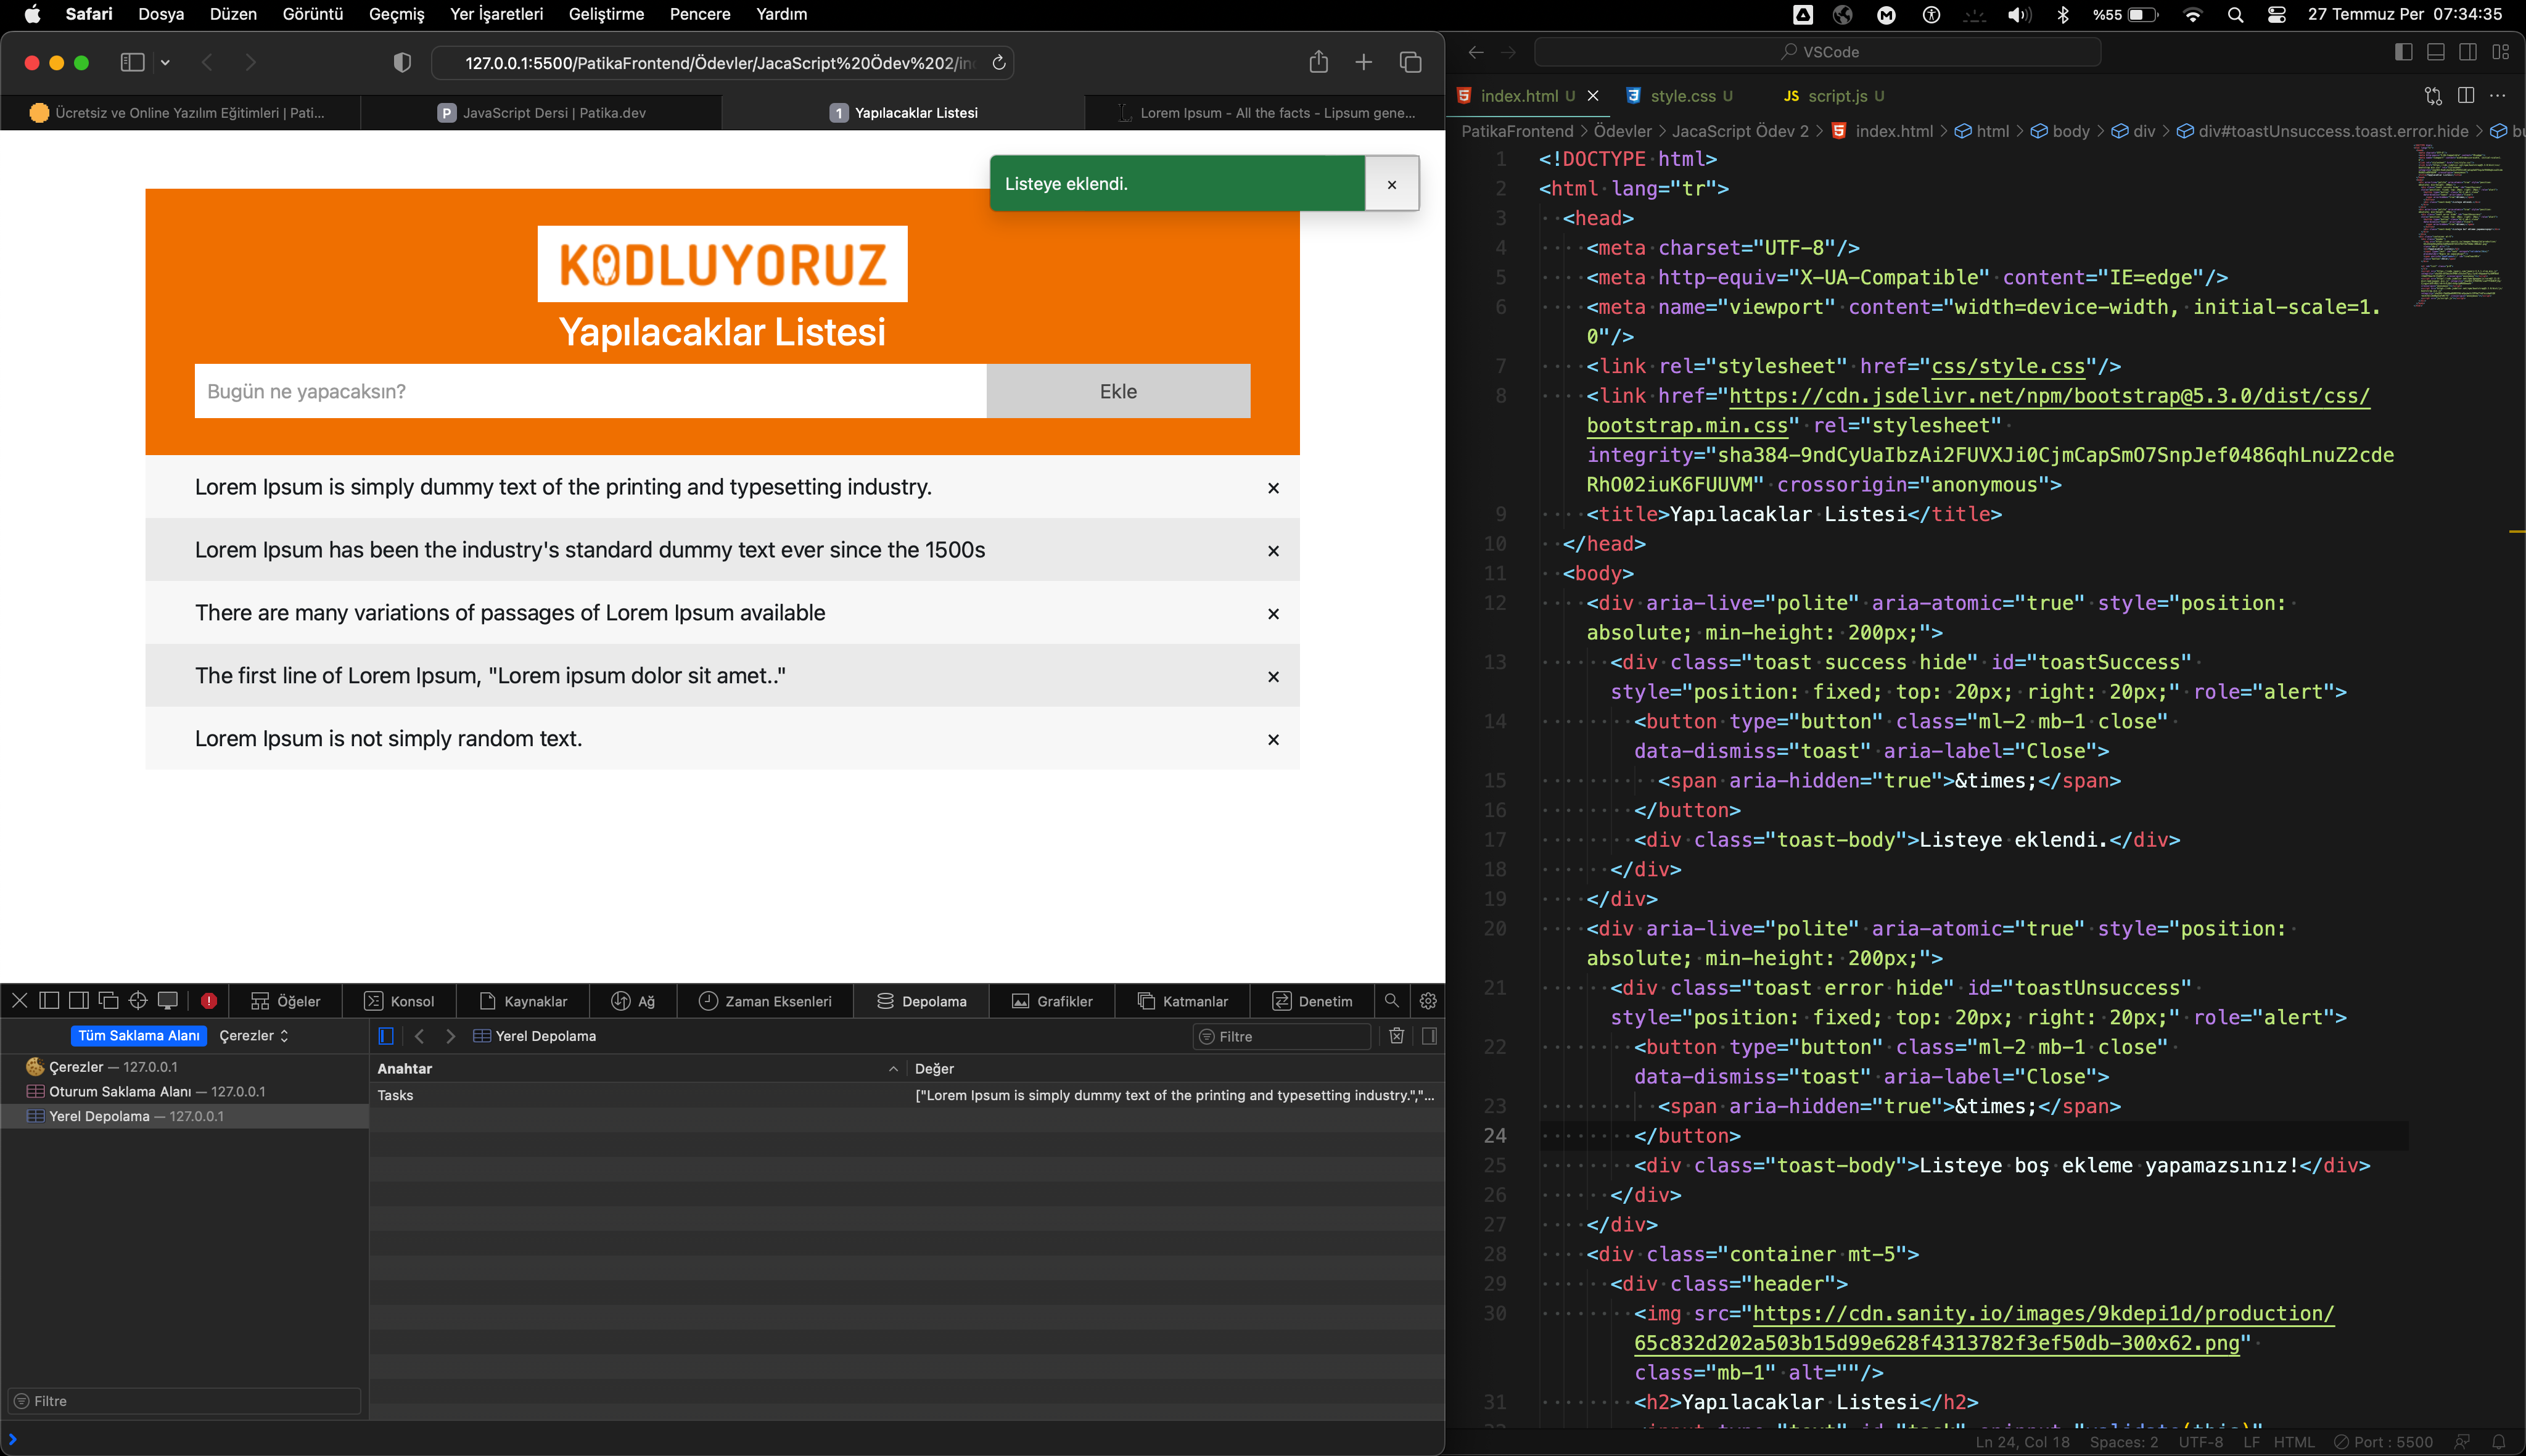 Safari Dosya Düzen Görüntü Geçmiş Yer İşaretleri Geliştirme Pencere Yardım
%55 27 Temmuz Per 07:34:35
127.0.0.1:5500/PatikaFrontend/Ödevler/JacaScript%20Ödev%202/in
Ücretsiz ve Online Yazılım Eğitimleri | Pati...
P JavaScript Dersi | Patika.dev
1 Yapılacaklar Listesi
L Lorem Ipsum - All the facts - Lipsum gene...
Listeye eklendi.
×
KODLUYORUZ
Yapılacaklar Listesi
Bugün ne yapacaksın?
Ekle
Lorem Ipsum is simply dummy text of the printing and typesetting industry. ×
Lorem Ipsum has been the industry's standard dummy text ever since the 1500s ×
There are many variations of passages of Lorem Ipsum available ×
The first line of Lorem Ipsum, "Lorem ipsum dolor sit amet.." ×
Lorem Ipsum is not simply random text. ×
Öğeler Konsol Kaynaklar Ağ Zaman Eksenleri Depolama Grafikler Katmanlar Denetim
Tüm Saklama Alanı Çerezler
Yerel Depolama
Filtre
Çerezler — 127.0.0.1
Oturum Saklama Alanı — 127.0.0.1
Yerel Depolama — 127.0.0.1
Anahtar Değer
Tasks ["Lorem Ipsum is simply dummy text of the printing and typesetting industry.","...
Filtre
VSCode
index.html U
style.css U
JS script.js U
PatikaFrontend > Ödevler > JacaScript Ödev 2 > index.html > html > body > div > div#toastUnsuccess.toast.error.hide > bu
1 <!DOCTYPE html>
2 <html lang="tr">
3 <head>
4 <meta charset="UTF-8"/>
5 <meta http-equiv="X-UA-Compatible" content="IE=edge"/>
6 <meta name="viewport" content="width=device-width, initial-scale=1.
0"/>
7 <link rel="stylesheet" href="css/style.css"/>
8 <link href="https://cdn.jsdelivr.net/npm/bootstrap@5.3.0/dist/css/
bootstrap.min.css" rel="stylesheet"
integrity="sha384-9ndCyUaIbzAi2FUVXJi0CjmCapSmO7SnpJef0486qhLnuZ2cde
RhO02iuK6FUUVM" crossorigin="anonymous">
9 <title>Yapılacaklar Listesi</title>
10 </head>
11 <body>
12 <div aria-live="polite" aria-atomic="true" style="position:
absolute; min-height: 200px;">
13 <div class="toast success hide" id="toastSuccess"
style="position: fixed; top: 20px; right: 20px;" role="alert">
14 <button type="button" class="ml-2 mb-1 close"
data-dismiss="toast" aria-label="Close">
15 <span aria-hidden="true">&times;</span>
16 </button>
17 <div class="toast-body">Listeye eklendi.</div>
18 </div>
19 </div>
20 <div aria-live="polite" aria-atomic="true" style="position:
absolute; min-height: 200px;">
21 <div class="toast error hide" id="toastUnsuccess"
style="position: fixed; top: 20px; right: 20px;" role="alert">
22 <button type="button" class="ml-2 mb-1 close"
data-dismiss="toast" aria-label="Close">
23 <span aria-hidden="true">&times;</span>
24 </button>
25 <div class="toast-body">Listeye boş ekleme yapamazsınız!</div>
26 </div>
27 </div>
28 <div class="container mt-5">
29 <div class="header">
30 <img src="https://cdn.sanity.io/images/9kdepi1d/production/
65c832d202a503b15d99e628f4313782f3ef50db-300x62.png"
class="mb-1" alt=""/>
31 <h2>Yapılacaklar Listesi</h2>
Ln 24, Col 18 Spaces: 2 UTF-8 LF HTML Port : 5500